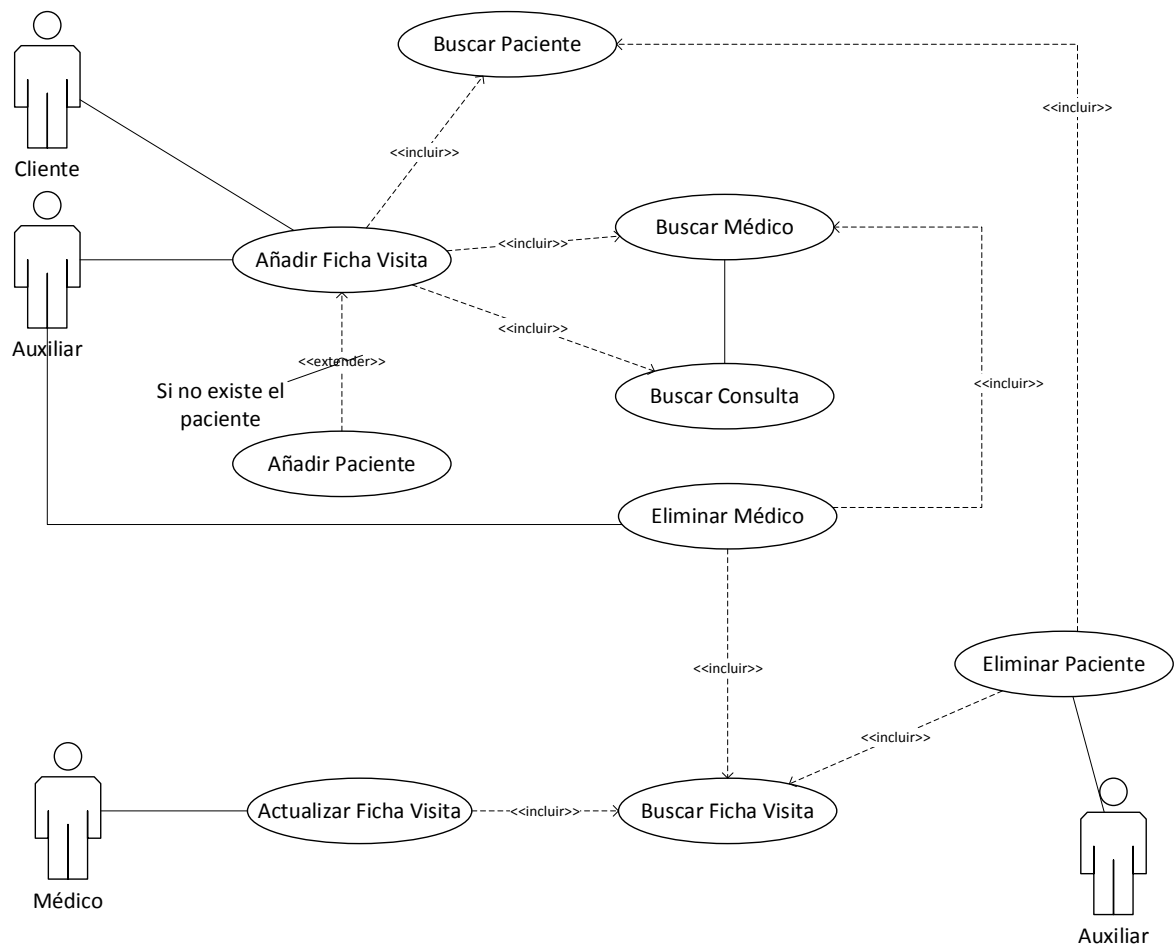 Buscar Paciente
<<incluir>>
Cliente
<<incluir>>
Buscar Médico
<<incluir>>
Añadir Ficha Visita
Auxiliar
<<incluir>>
<<extender>>
Si no existe el
paciente
Buscar Consulta
<<incluir>>
Añadir Paciente
Eliminar Médico
<<incluir>>
Eliminar Paciente
<<incluir>>
Actualizar Ficha Visita
<<incluir>>
Buscar Ficha Visita
Médico
Auxiliar